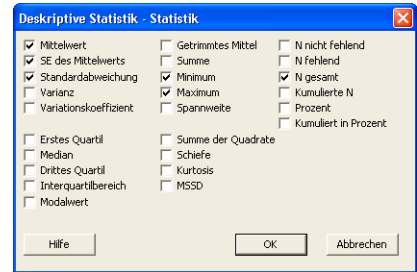 Deskriptive Statistik - Statistik
Mittelwert
SE des Mittelwerts
Standardabweichung
Varianz
Variationskoeffizient
Getrimmtes Mittel
Summe
Minimum
Maximum
Spannweite
N nicht fehlend
N fehlend
N gesamt
Kumulierte N
Prozent
Kumuliert in Prozent
Erstes Quartil
Median
Drittes Quartil
Interquartilbereich
Modalwert
Summe der Quadrate
Schiefe
Kurtosis
MSSD
Hilfe
OK
Abbrechen